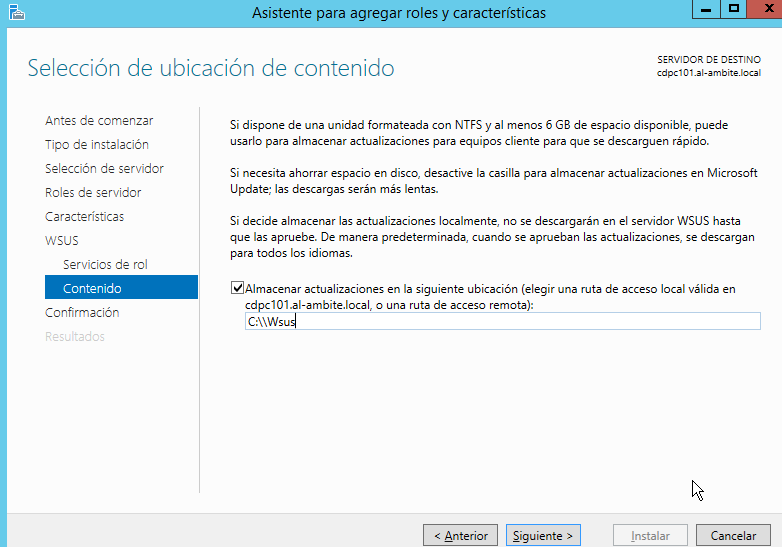 Asistente para agregar roles y características
Selección de ubicación de contenido
SERVIDOR DE DESTINO
cdpc101.al-ambite.local
Antes de comenzar
Tipo de instalación
Selección de servidor
Roles de servidor
Características
WSUS
Servicios de rol
Contenido
Confirmación
Resultados
Si dispone de una unidad formateada con NTFS y al menos 6 GB de espacio disponible, puede
usarlo para almacenar actualizaciones para equipos cliente para que se descarguen rápido.
Si necesita ahorrar espacio en disco, desactive la casilla para almacenar actualizaciones en Microsoft
Update; las descargas serán más lentas.
Si decide almacenar las actualizaciones localmente, no se descargarán en el servidor WSUS hasta
que las apruebe. De manera predeterminada, cuando se aprueban las actualizaciones, se descargan
para todos los idiomas.
Almacenar actualizaciones en la siguiente ubicación (elegir una ruta de acceso local válida en
cdpc101.al-ambite.local, o una ruta de acceso remota):
C:\\Wsus
< Anterior
Siguiente >
Instalar
Cancelar